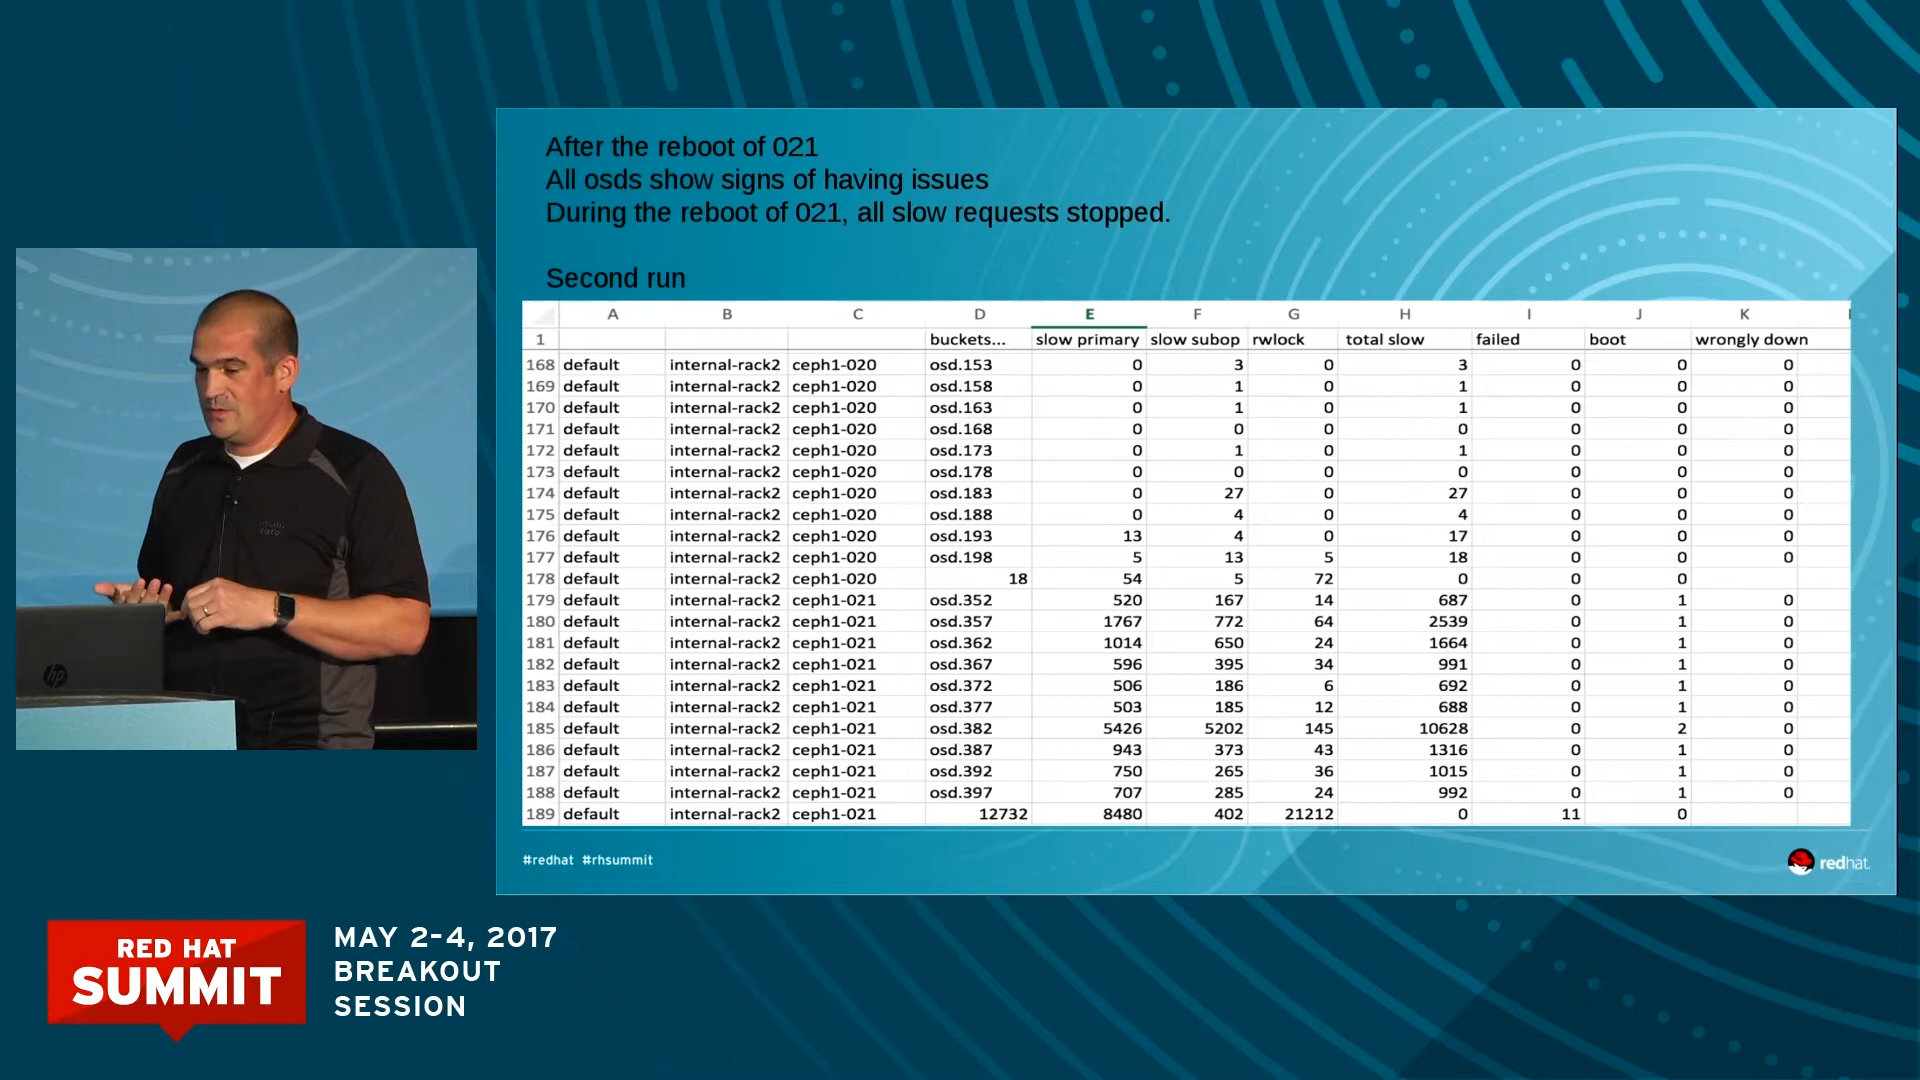 After the reboot of 021
All osds show signs of having issues
During the reboot of 021, all slow requests stopped.
Second run
A B C D E F G H I J K
1 buckets... slow primary slow subop rwlock total slow failed boot wrongly down
168 default internal-rack2 ceph1-020 osd.153 0 3 0 3 0 0 0
169 default internal-rack2 ceph1-020 osd.158 0 1 0 1 0 0 0
170 default internal-rack2 ceph1-020 osd.163 0 1 0 1 0 0 0
171 default internal-rack2 ceph1-020 osd.168 0 0 0 0 0 0 0
172 default internal-rack2 ceph1-020 osd.173 0 1 0 1 0 0 0
173 default internal-rack2 ceph1-020 osd.178 0 0 0 0 0 0 0
174 default internal-rack2 ceph1-020 osd.183 0 27 0 27 0 0 0
175 default internal-rack2 ceph1-020 osd.188 0 4 0 4 0 0 0
176 default internal-rack2 ceph1-020 osd.193 13 4 0 17 0 0 0
177 default internal-rack2 ceph1-020 osd.198 5 13 5 18 0 0 0
178 default internal-rack2 ceph1-020 18 54 5 72 0 0 0
179 default internal-rack2 ceph1-021 osd.352 520 167 14 687 0 1 0
180 default internal-rack2 ceph1-021 osd.357 1767 772 64 2539 0 1 0
181 default internal-rack2 ceph1-021 osd.362 1014 650 24 1664 0 1 0
182 default internal-rack2 ceph1-021 osd.367 596 395 34 991 0 1 0
183 default internal-rack2 ceph1-021 osd.372 506 186 6 692 0 1 0
184 default internal-rack2 ceph1-021 osd.377 503 185 12 688 0 1 0
185 default internal-rack2 ceph1-021 osd.382 5426 5202 145 10628 0 2 0
186 default internal-rack2 ceph1-021 osd.387 943 373 43 1316 0 1 0
187 default internal-rack2 ceph1-021 osd.392 750 265 36 1015 0 1 0
188 default internal-rack2 ceph1-021 osd.397 707 285 24 992 0 1 0
189 default internal-rack2 ceph1-021 12732 8480 402 21212 0 11 0
#redhat #rhsummit
redhat
hp
RED HAT
SUMMIT
MAY 2-4, 2017
BREAKOUT
SESSION